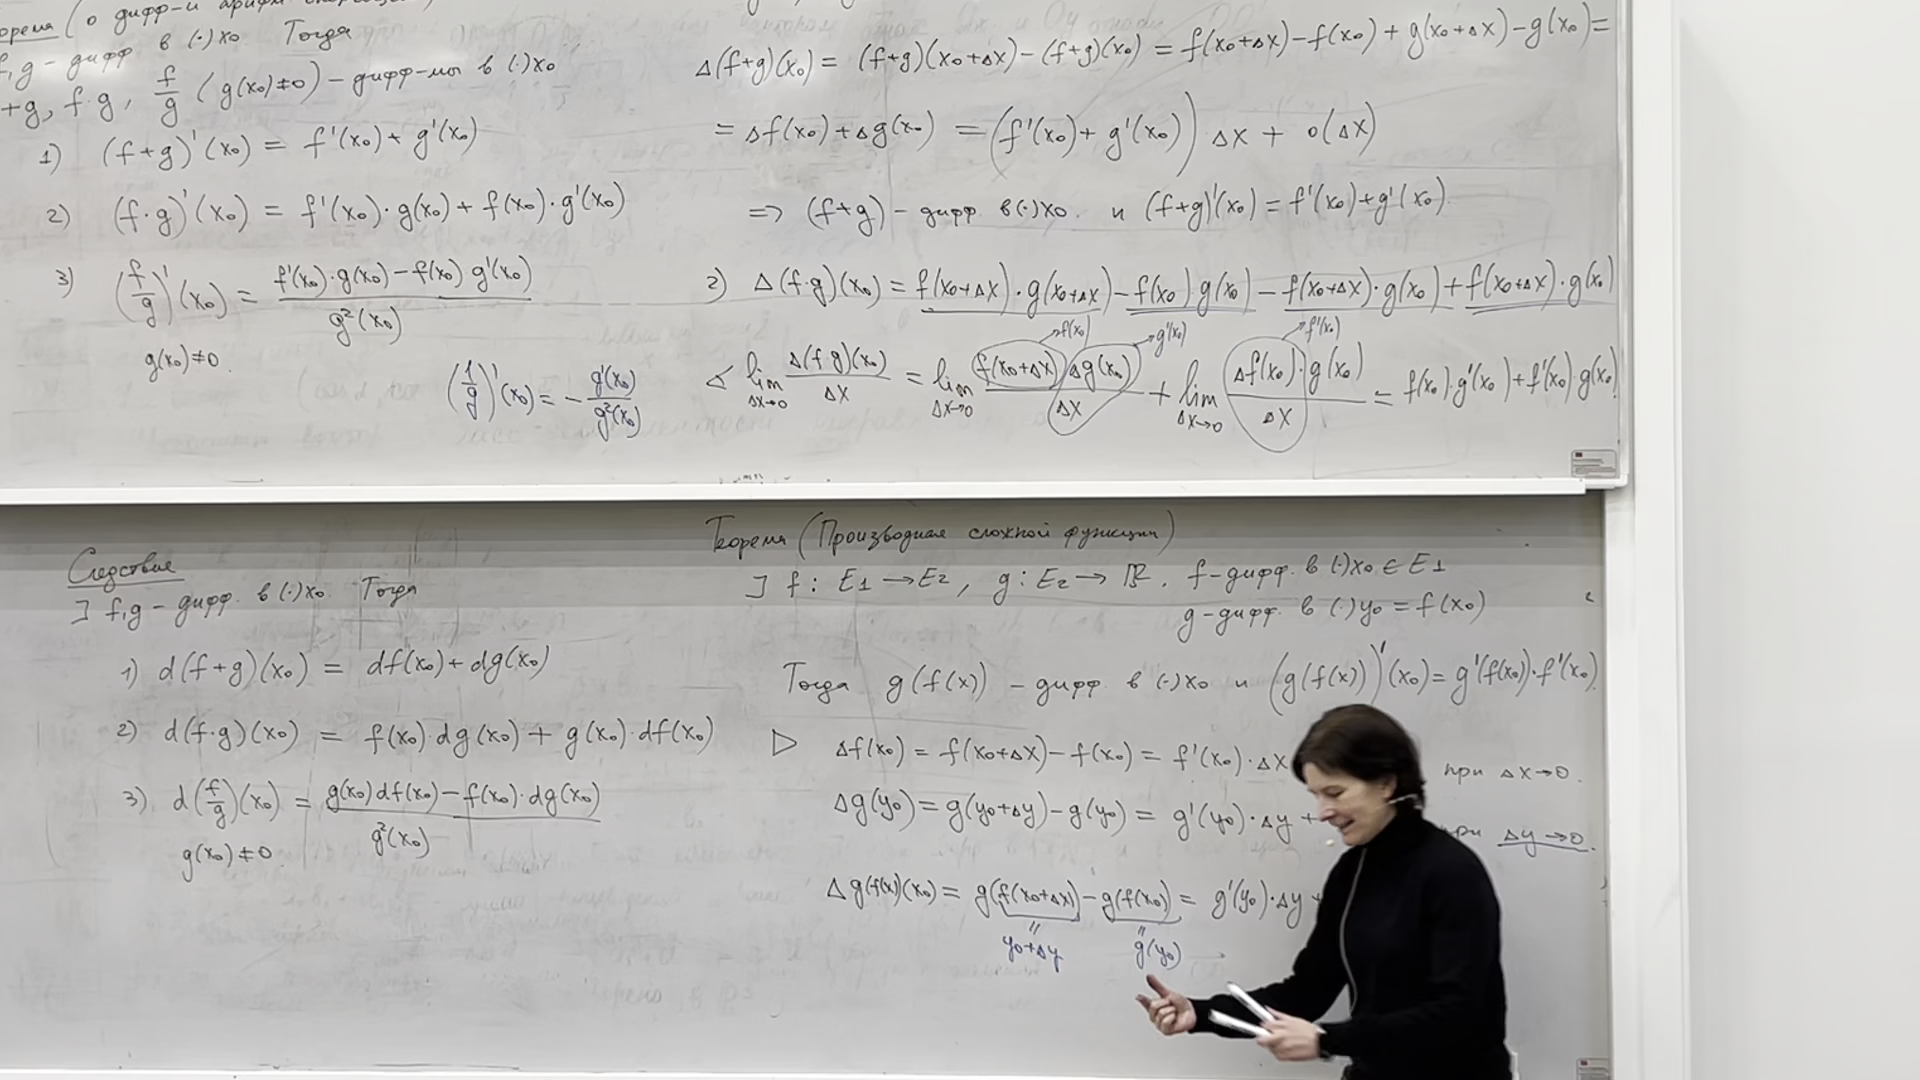 (о дифф-и арифм
f,g – дифф в (·)x₀ Тогда
+g, f·g, f/g (g(x₀)≠0) – дифф-мы в (·)x₀
1) (f+g)'(x₀) = f'(x₀) + g'(x₀)
2) (f·g)'(x₀) = f'(x₀)·g(x₀) + f(x₀)·g'(x₀)
3) (f/g)'(x₀) = (f'(x₀)·g(x₀) – f(x₀) g'(x₀))/g²(x₀)
g(x₀)≠0.
(1/g)'(x₀) = – g'(x₀)/g²(x₀)
Δ(f+g)(x₀) = (f+g)(x₀+Δx) – (f+g)(x₀) = f(x₀+Δx) – f(x₀) + g(x₀+Δx) – g(x₀) =
= Δf(x₀) + Δg(x₀) = (f'(x₀) + g'(x₀)) Δx + o(Δx)
=> (f+g) – дифф в (·)x₀. и (f+g)'(x₀) = f'(x₀)+g'(x₀).
2) Δ(f·g)(x₀) = f(x₀+Δx)·g(x₀+Δx) – f(x₀) g(x₀) – f(x₀+Δx)·g(x₀) + f(x₀+Δx)·g(x₀)
→f(x₀) →g'(x₀) →f'(x₀)
◁ lim Δx→0 Δ(f g)(x₀)/Δx = lim Δx→0 f(x₀+Δx) Δg(x₀)/Δx + lim Δx→0 Δf(x₀)·g(x₀)/Δx = f(x₀)·g'(x₀) + f'(x₀)·g(x₀)
Следствие
] f,g – дифф. в (·)x₀ Тогда
1) d(f+g)(x₀) = df(x₀) + dg(x₀)
2) d(f·g)(x₀) = f(x₀) dg(x₀) + g(x₀)·df(x₀)
3) d(f/g)(x₀) = (g(x₀) df(x₀) – f(x₀)·dg(x₀))/g²(x₀)
g(x₀)≠0
Теорема (Производная сложной функции)
] f: E₁→E₂, g: E₂→ℝ. f – дифф. в (·)x₀∈E₁
g – дифф. в (·)y₀ = f(x₀)
Тогда g(f(x)) – дифф в (·)x₀ и (g(f(x)))'(x₀) = g'(f(x₀))·f'(x₀)
▷ Δf(x₀) = f(x₀+Δx) – f(x₀) = f'(x₀)·Δx при Δx→0.
Δg(y₀) = g(y₀+Δy) – g(y₀) = g'(y₀)·Δy + при Δy→0.
Δg(f(x))(x₀) = g(f(x₀+Δx)) – g(f(x₀)) = g'(y₀)·Δy +
y₀+Δy g(y₀)